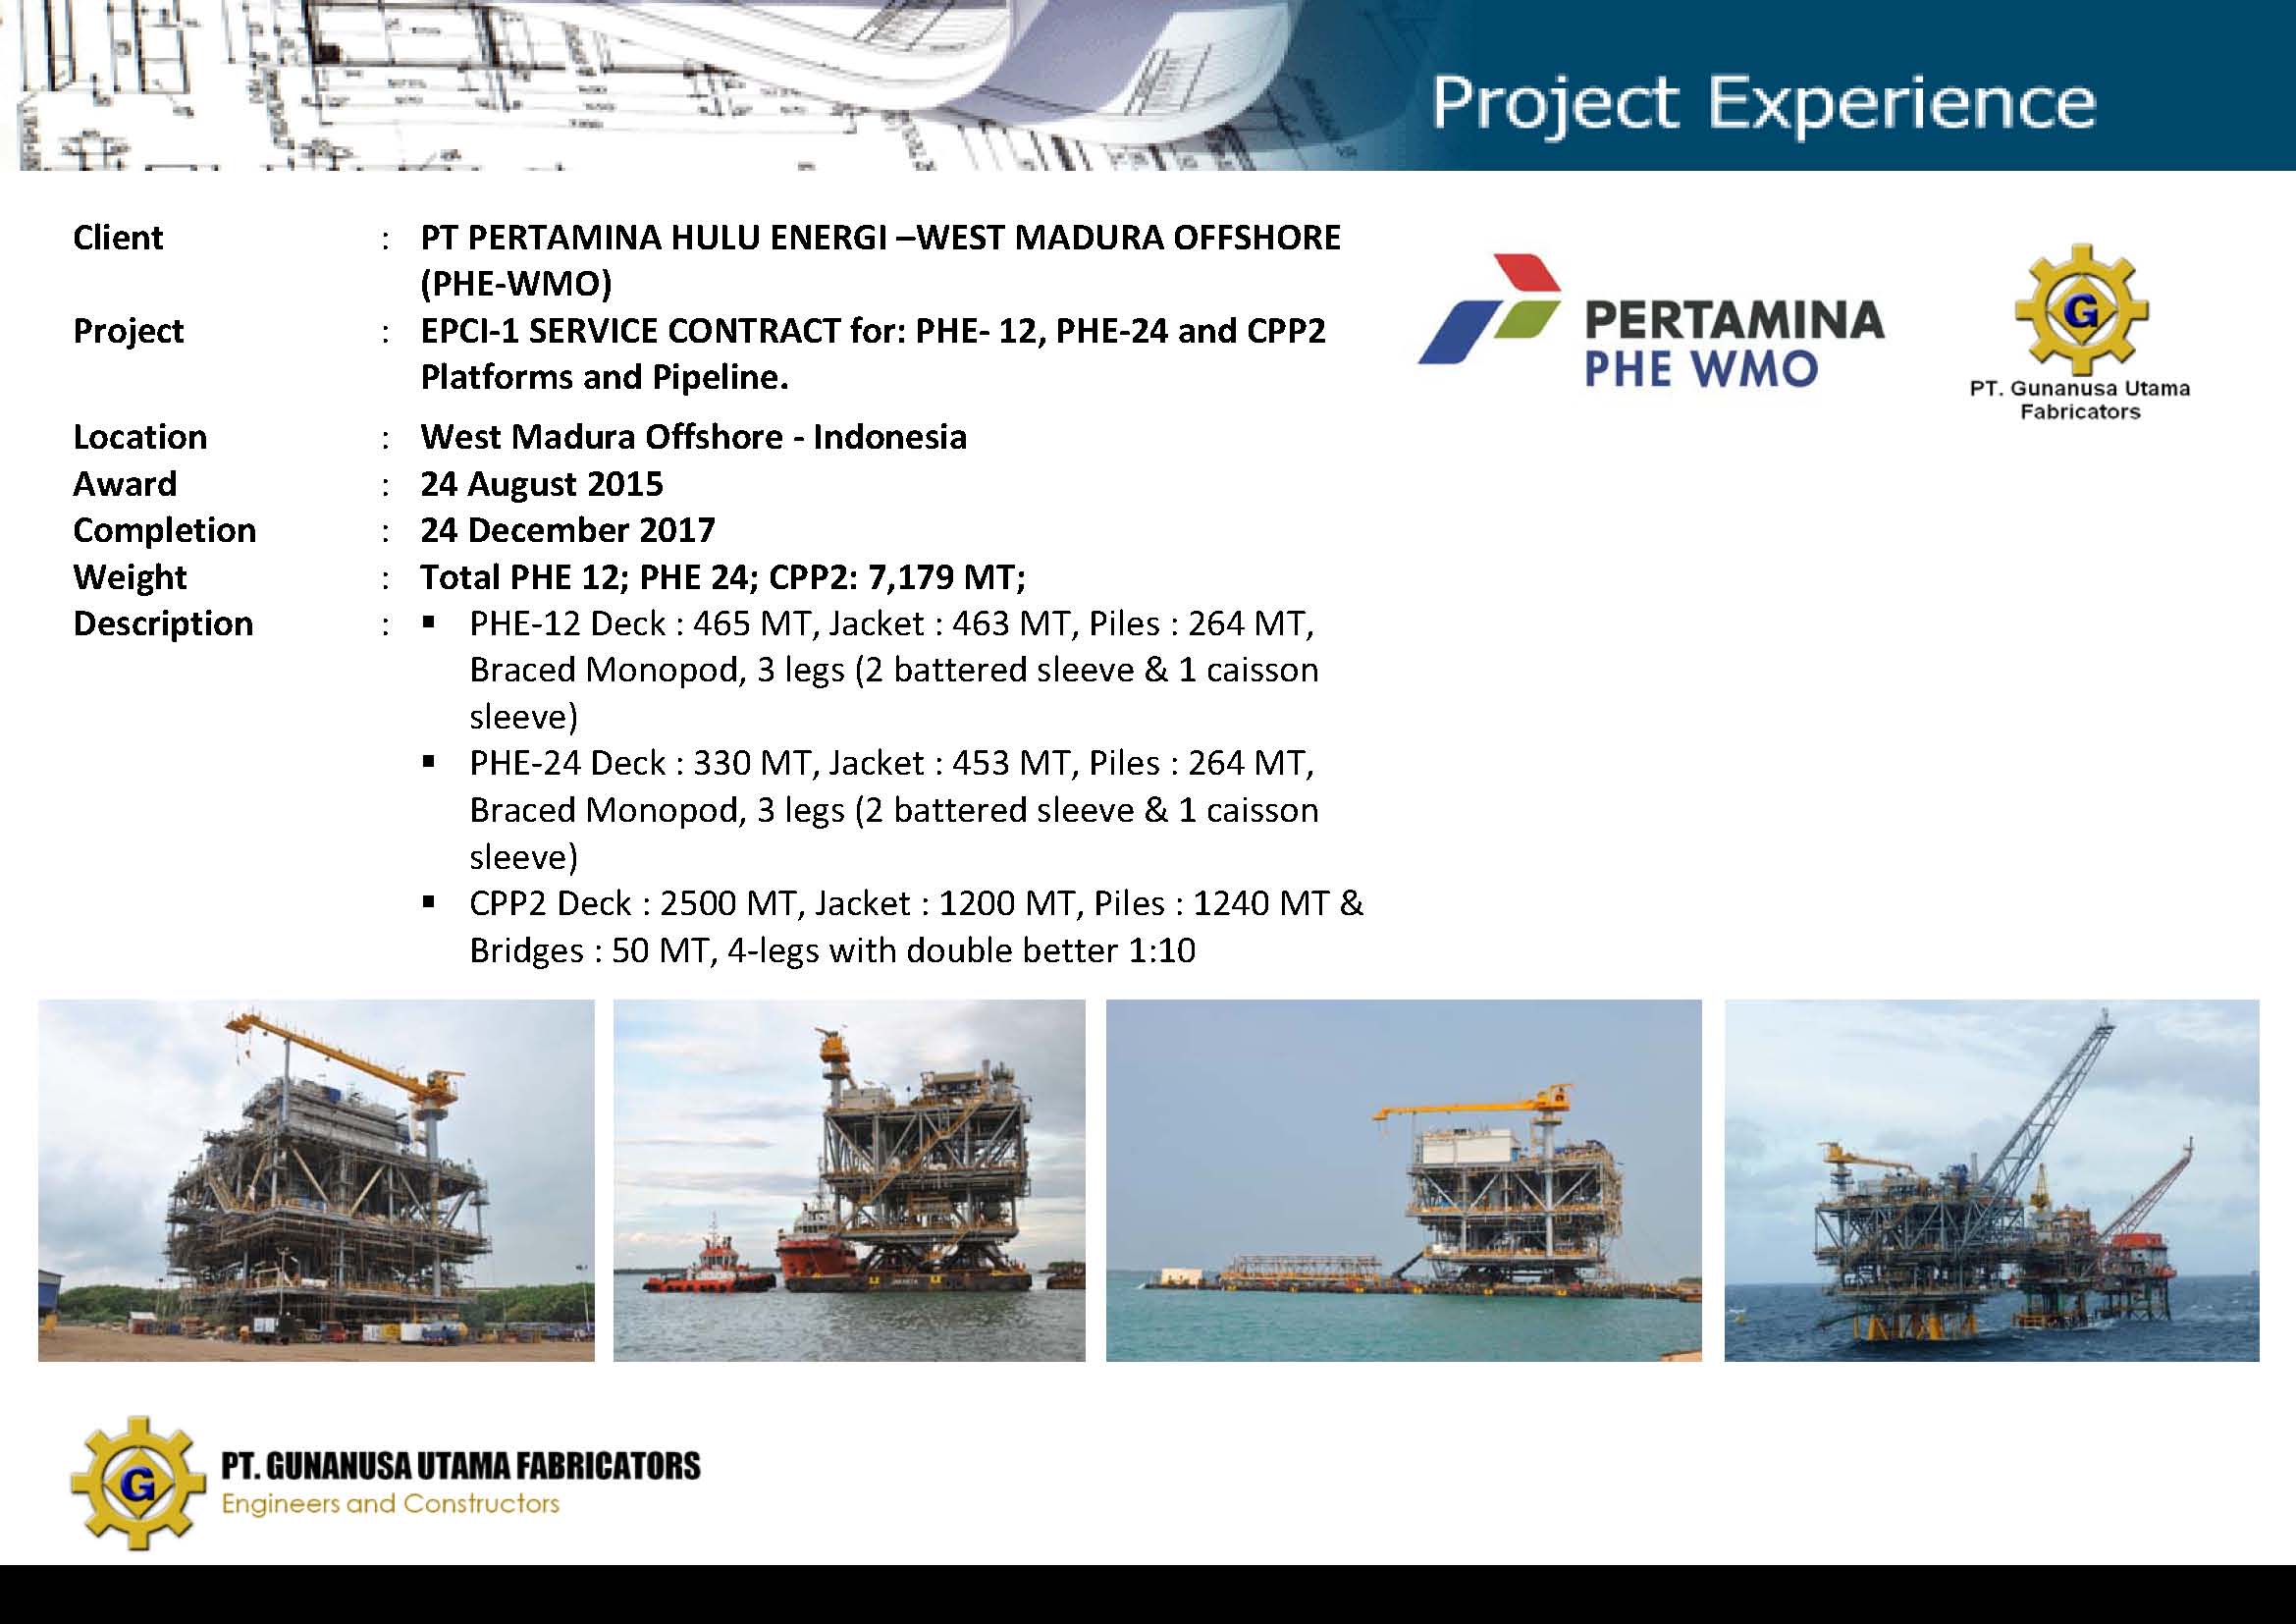 Project Experience
Client : PT PERTAMINA HULU ENERGI –WEST MADURA OFFSHORE
(PHE-WMO)
Project : EPCI-1 SERVICE CONTRACT for: PHE- 12, PHE-24 and CPP2
Platforms and Pipeline.
PERTAMINA
PHE WMO
G
PT. Gunanusa Utama
Fabricators
Location : West Madura Offshore - Indonesia
Award : 24 August 2015
Completion : 24 December 2017
Weight : Total PHE 12; PHE 24; CPP2: 7,179 MT;
Description : ▪ PHE-12 Deck : 465 MT, Jacket : 463 MT, Piles : 264 MT,
Braced Monopod, 3 legs (2 battered sleeve & 1 caisson
sleeve)
▪ PHE-24 Deck : 330 MT, Jacket : 453 MT, Piles : 264 MT,
Braced Monopod, 3 legs (2 battered sleeve & 1 caisson
sleeve)
▪ CPP2 Deck : 2500 MT, Jacket : 1200 MT, Piles : 1240 MT &
Bridges : 50 MT, 4-legs with double better 1:10
G
PT. GUNANUSA UTAMA FABRICATORS
Engineers and Constructors